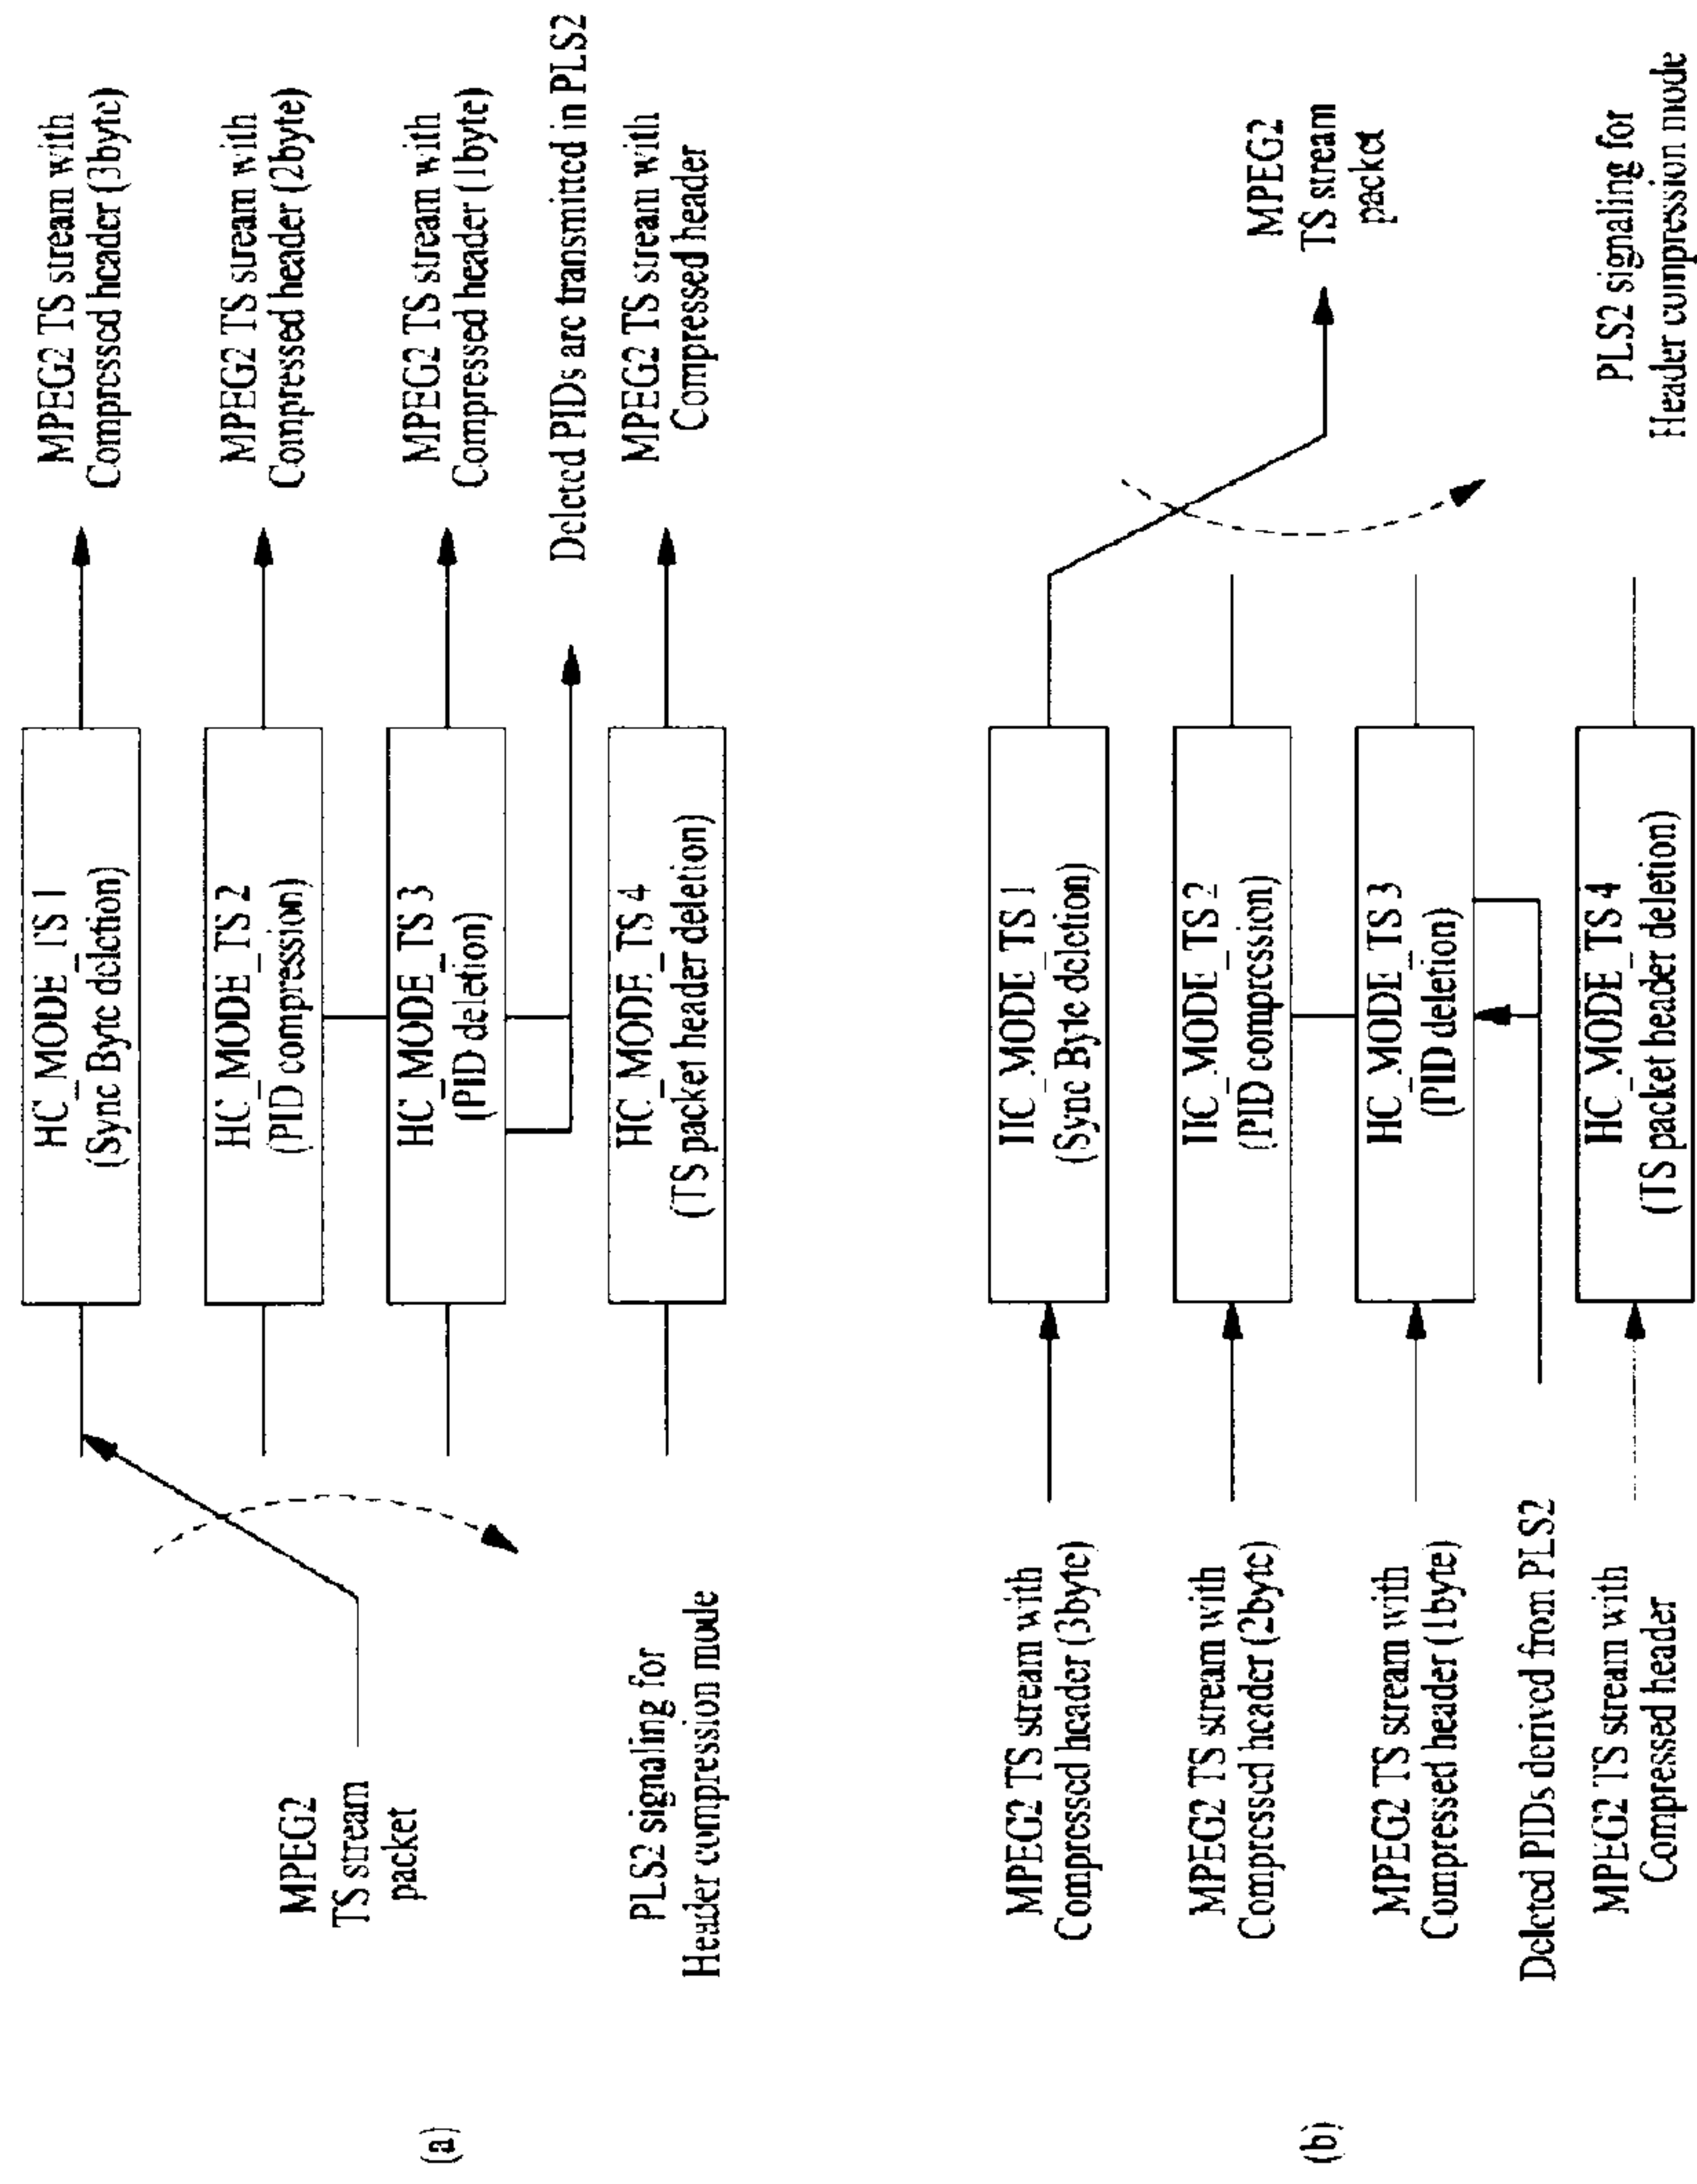 (a)
MPEG2
TS stream
packet
PLS2 signaling for
Header compression mode
HC_MODE_TS 1
(Sync Byte deletion)
HC_MODE_TS 2
(PID compression)
HC_MODE_TS 3
(PID deletion)
HC_MODE_TS 4
(TS packet header deletion)
MPEG2 TS stream with
Compressed header (3byte)
MPEG2 TS stream with
Compressed header (2byte)
MPEG2 TS stream with
Compressed header (1byte)
Deleted PIDs are transmitted in PLS2
MPEG2 TS stream with
Compressed header
(b)
MPEG2 TS stream with
Compressed header (3byte)
MPEG2 TS stream with
Compressed header (2byte)
MPEG2 TS stream with
Compressed header (1byte)
Deleted PIDs derived from PLS2
MPEG2 TS stream with
Compressed header
HC_MODE_TS 1
(Sync Byte deletion)
HC_MODE_TS 2
(PID compression)
HC_MODE_TS 3
(PID deletion)
HC_MODE_TS 4
(TS packet header deletion)
MPEG2
TS stream
packet
PLS2 signaling for
Header compression mode